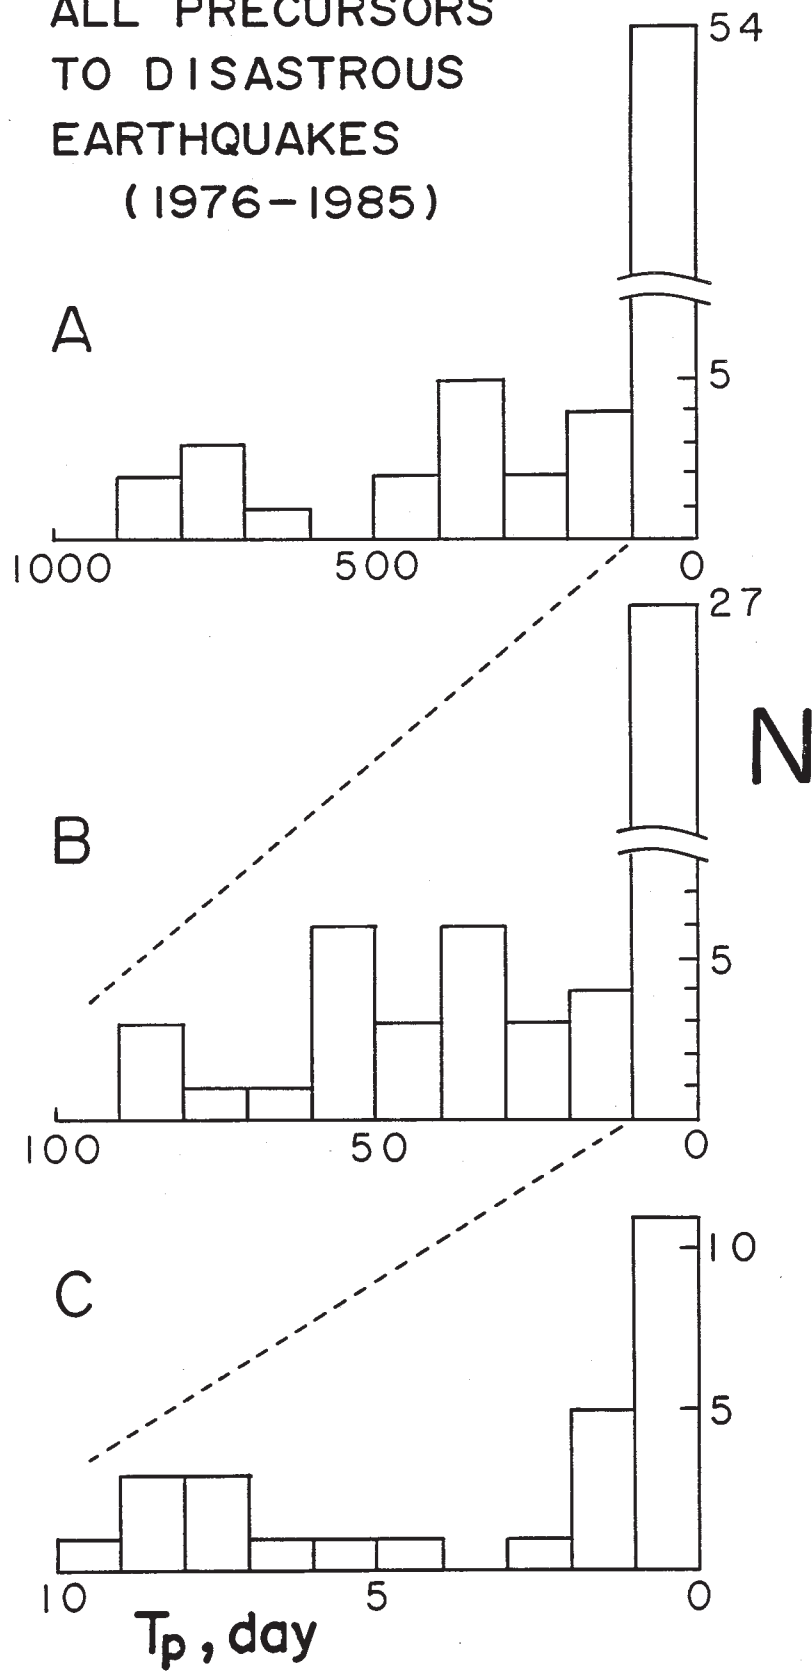 ALL PRECURSORS
TO DISASTROUS
EARTHQUAKES
(1976-1985)
54
A
5
1000 500 0
27
N
B
5
100 50 0
10
C
5
10 5 0
Tp, day